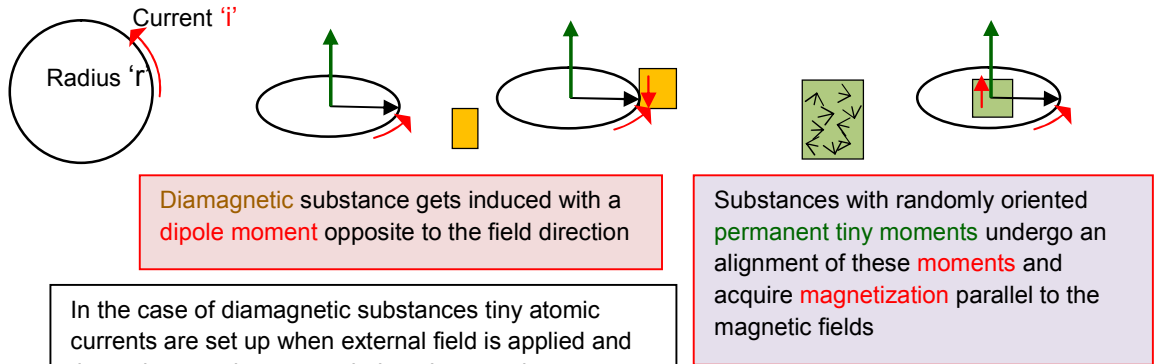 Current ‘i’
Radius ‘r’
Diamagnetic substance gets induced with a
dipole moment opposite to the field direction
Substances with randomly oriented
permanent tiny moments undergo an
alignment of these moments and
acquire magnetization parallel to the
magnetic fields
In the case of diamagnetic substances tiny atomic
currents are set up when external field is applied and